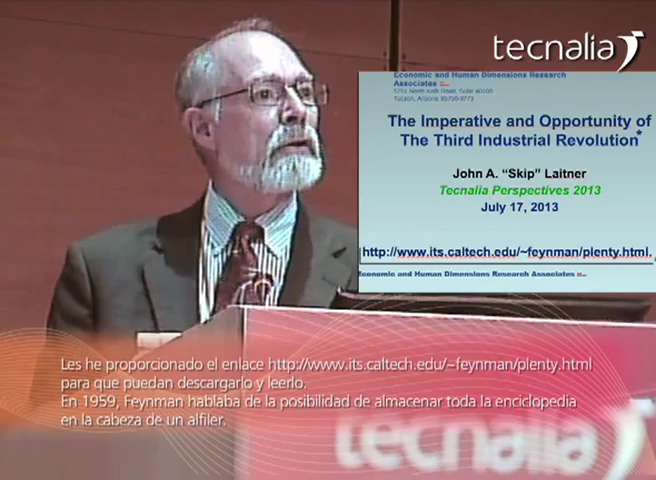 tecnalia
Economic and Human Dimensions Research
Associates
Tucson, Arizona 85750-3773
The Imperative and Opportunity of
The Third Industrial Revolution*
John A. “Skip” Laitner
Tecnalia Perspectives 2013
July 17, 2013
http://www.its.caltech.edu/~feynman/plenty.html.
Economic and Human Dimensions Research Associates
Les he proporcionado el enlace http://www.its.caltech.edu/~feynman/plenty.html
para que puedan descargarlo y leerlo.
En 1959, Feynman hablaba de la posibilidad de almacenar toda la enciclopedia
en la cabeza de un alfiler.
tecnalia